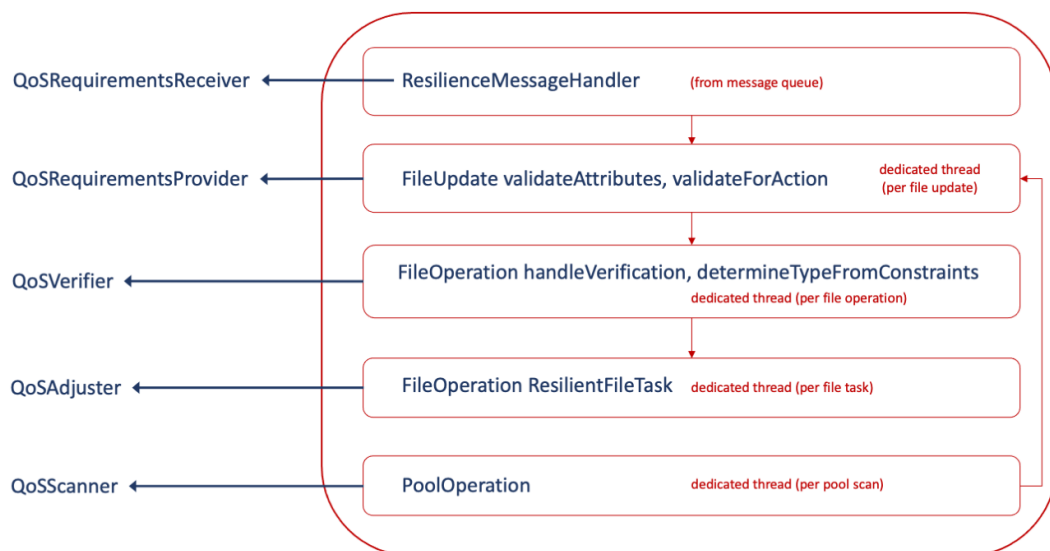 QoSRequirementsReceiver
ResilienceMessageHandler
(from message queue)
QoSRequirementsProvider
FileUpdate validateAttributes, validateForAction
dedicated thread
(per file update)
QoSVerifier
FileOperation handleVerification, determineTypeFromConstraints
dedicated thread (per file operation)
QoSAdjuster
FileOperation ResilientFileTask
dedicated thread (per file task)
QoSScanner
PoolOperation
dedicated thread (per pool scan)